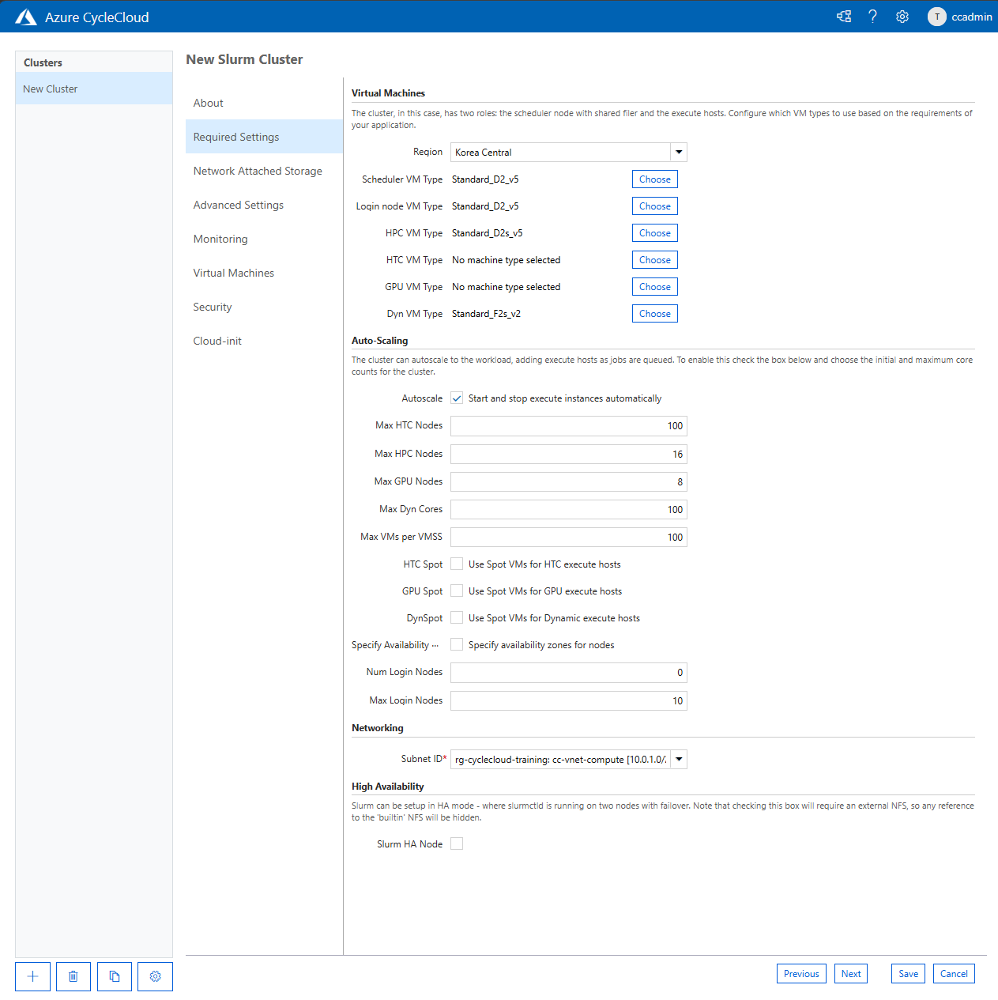 Azure CycleCloud
T ccadmin
Clusters
New Cluster
New Slurm Cluster
About
Required Settings
Network Attached Storage
Advanced Settings
Monitoring
Virtual Machines
Security
Cloud-init
Virtual Machines
The cluster, in this case, has two roles: the scheduler node with shared filer and the execute hosts. Configure which VM types to use based on the requirements of
your application.
Region Korea Central
Scheduler VM Type Standard_D2_v5 Choose
Login node VM Type Standard_D2_v5 Choose
HPC VM Type Standard_D2s_v5 Choose
HTC VM Type No machine type selected Choose
GPU VM Type No machine type selected Choose
Dyn VM Type Standard_F2s_v2 Choose
Auto-Scaling
The cluster can autoscale to the workload, adding execute hosts as jobs are queued. To enable this check the box below and choose the initial and maximum core
counts for the cluster.
Autoscale Start and stop execute instances automatically
Max HTC Nodes 100
Max HPC Nodes 16
Max GPU Nodes 8
Max Dyn Cores 100
Max VMs per VMSS 100
HTC Spot Use Spot VMs for HTC execute hosts
GPU Spot Use Spot VMs for GPU execute hosts
DynSpot Use Spot VMs for Dynamic execute hosts
Specify Availability ... Specify availability zones for nodes
Num Login Nodes 0
Max Login Nodes 10
Networking
Subnet ID* rg-cyclecloud-training: cc-vnet-compute [10.0.1.0/
High Availability
Slurm can be setup in HA mode - where slurmctld is running on two nodes with failover. Note that checking this box will require an external NFS, so any reference
to the 'builtin' NFS will be hidden.
Slurm HA Node
Previous Next Save Cancel